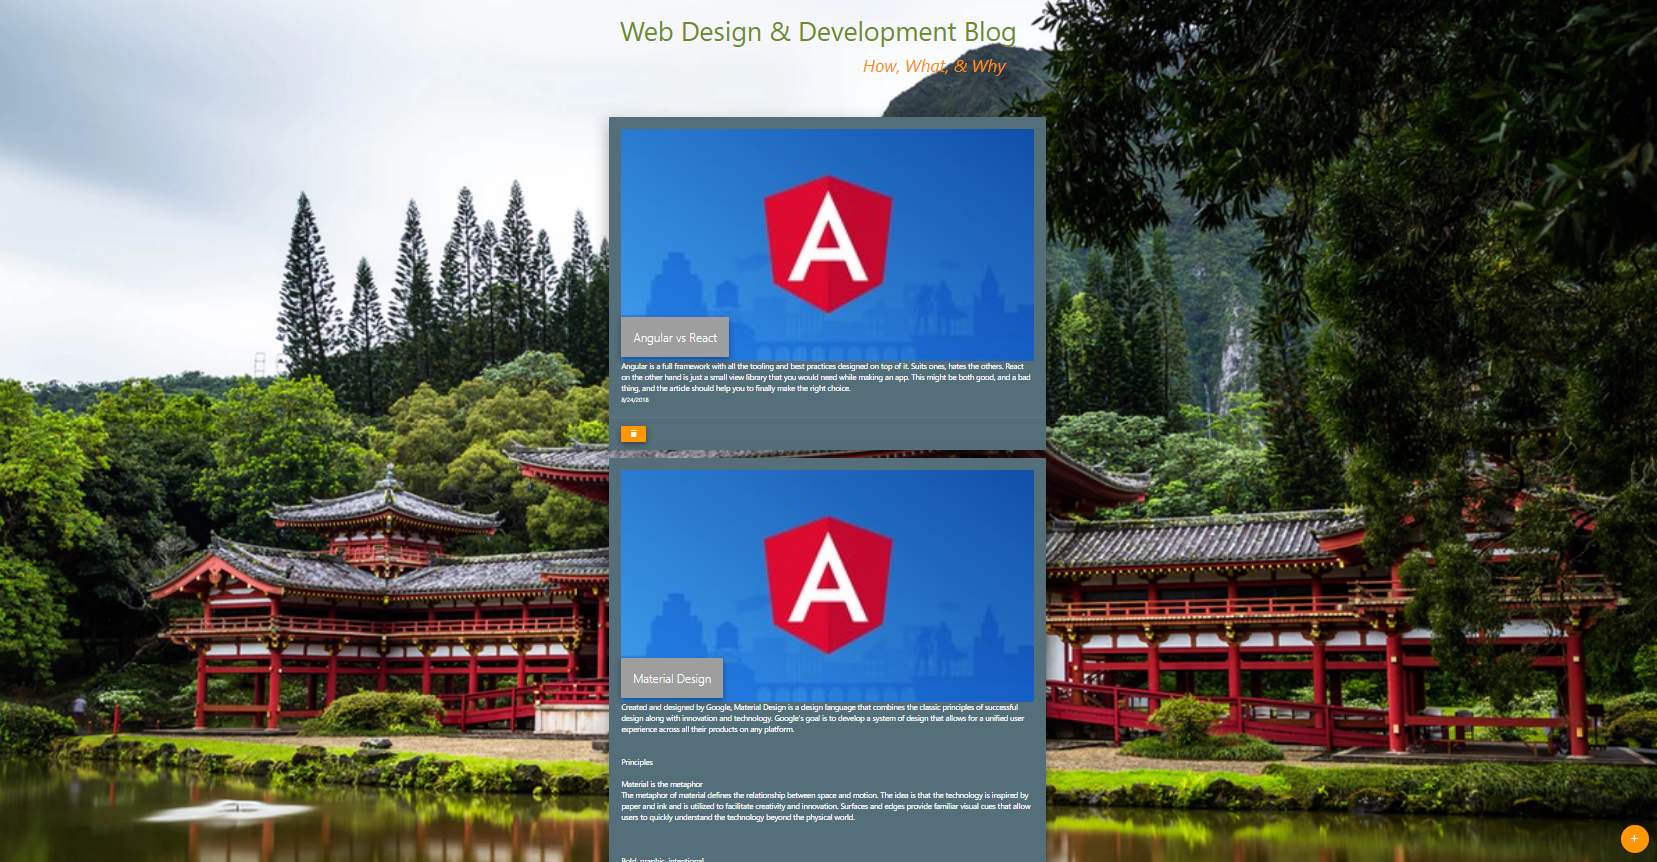 Web Design & Development Blog
How, What, & Why
A
Angular vs React
Angular is a full framework with all the tooling and best practices designed on top of it. Suits ones, hates the others. React
on the other hand is just a small view library that you would need while making an app. This might be both good, and a bad
thing, and the article should help you to finally make the right choice.
8/24/2018
A
Material Design
Created and designed by Google, Material Design is a design language that combines the classic principles of successful
design along with innovation and technology. Google's goal is to develop a system of design that allows for a unified user
experience across all their products on any platform.
Principles
Material is the metaphor
The metaphor of material defines the relationship between space and motion. The idea is that the technology is inspired by
paper and ink and is utilized to facilitate creativity and innovation. Surfaces and edges provide familiar visual cues that allow
users to quickly understand the technology beyond the physical world.
Bold, graphic, intentional
+